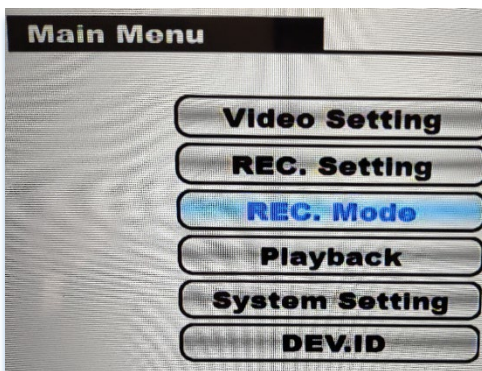 Main Menu
Video Setting
REC. Setting
REC. Mode
Playback
System Setting
DEV.ID